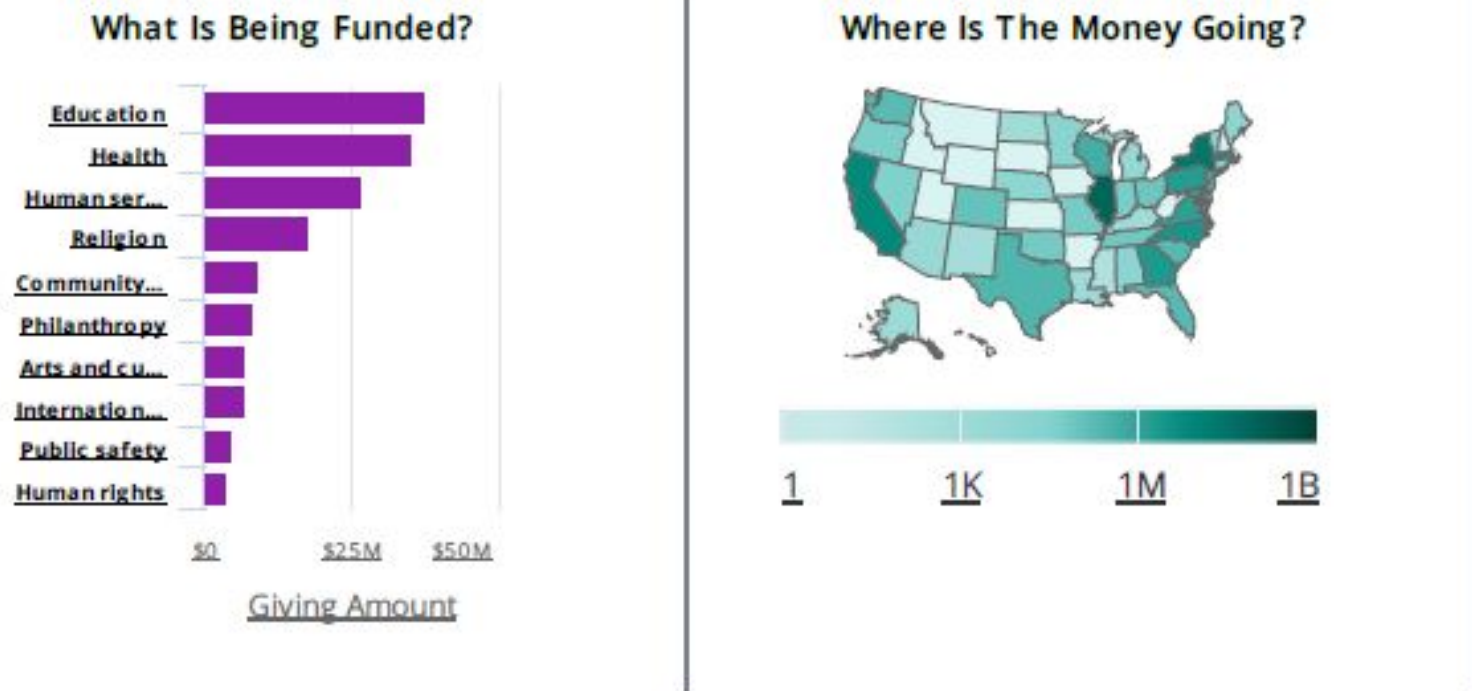 What Is Being Funded?
Education
Health
Human ser...
Religion
Community...
Philanthropy
Arts and cu...
Internation...
Public safety
Human rights
$0 $25M $50M
Giving Amount
Where Is The Money Going?
1 1K 1M 1B